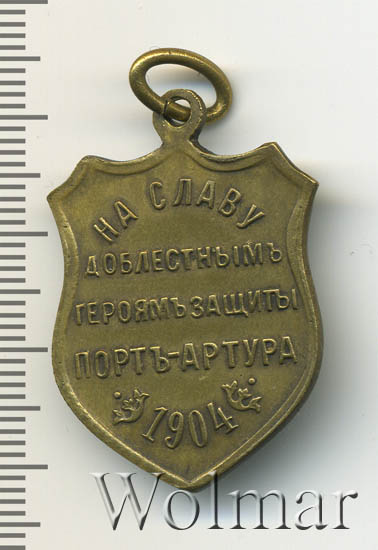 НА СЛАВУ
ДОБЛЕСТНЫМЪ
ГЕРОЯМЪ ЗАЩИТЫ
ПОРТЪ-АРТУРА
1904
Wolmar